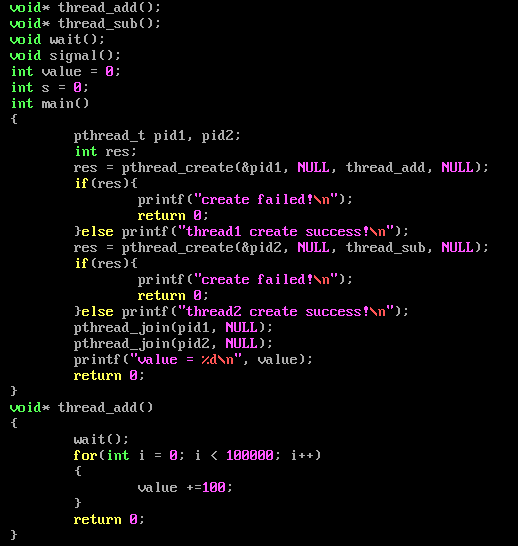 void* thread_add();
void* thread_sub();
void wait();
void signal();
int value = 0;
int s = 0;
int main()
{
        pthread_t pid1, pid2;
        int res;
        res = pthread_create(&pid1, NULL, thread_add, NULL);
        if(res){
                printf("create failed!\n");
                return 0;
        }else printf("thread1 create success!\n");
        res = pthread_create(&pid2, NULL, thread_sub, NULL);
        if(res){
                printf("create failed!\n");
                return 0;
        }else printf("thread2 create success!\n");
        pthread_join(pid1, NULL);
        pthread_join(pid2, NULL);
        printf("value = %d\n", value);
        return 0;
}
void* thread_add()
{
        wait();
        for(int i = 0; i < 100000; i++)
        {
                value +=100;
        }
        return 0;
}